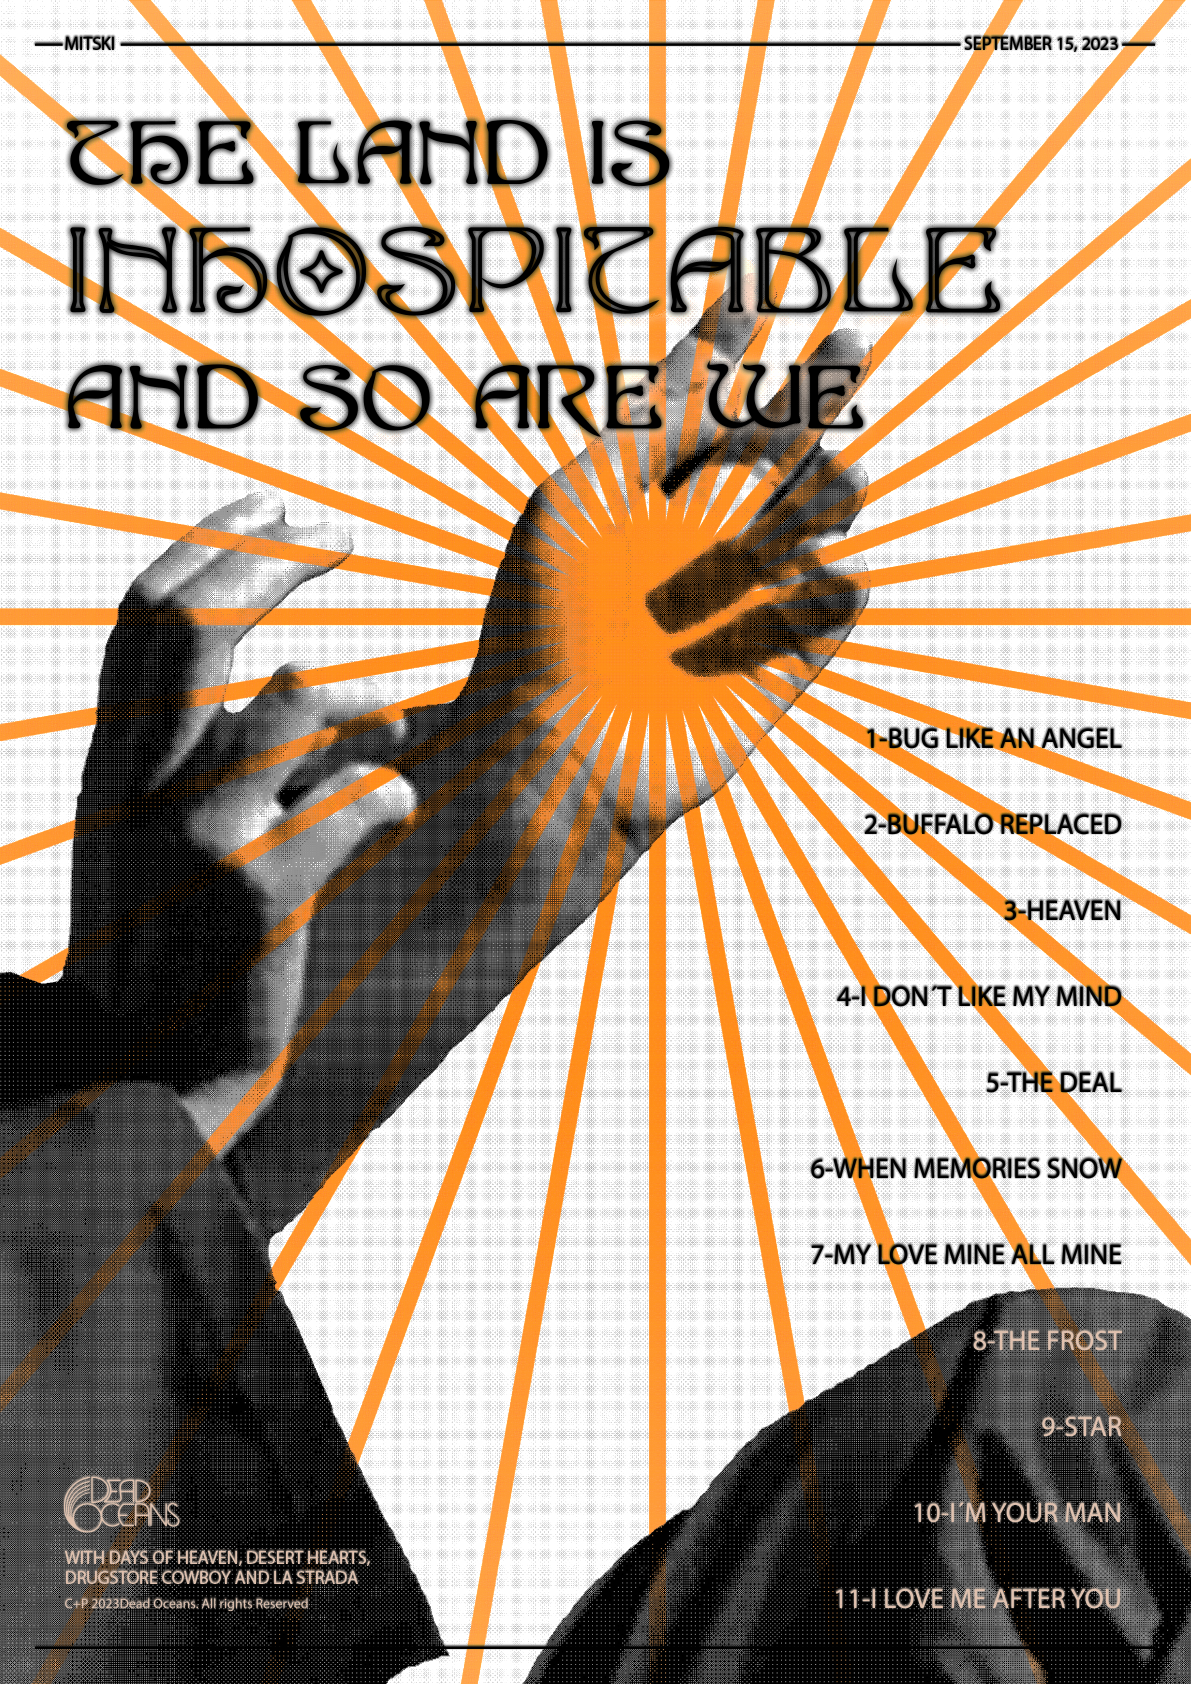 MITSKI
SEPTEMBER 15, 2023
THE LAND IS
INHOSPITABLE
AND SO ARE WE
1-BUG LIKE AN ANGEL
2-BUFFALO REPLACED
3-HEAVEN
4-I DON´T LIKE MY MIND
5-THE DEAL
6-WHEN MEMORIES SNOW
7-MY LOVE MINE ALL MINE
8-THE FROST
9-STAR
10-I´M YOUR MAN
11-I LOVE ME AFTER YOU
DEAD
OCEANS
WITH DAYS OF HEAVEN, DESERT HEARTS,
DRUGSTORE COWBOY AND LA STRADA
C+P 2023Dead Oceans. All rights Reserved